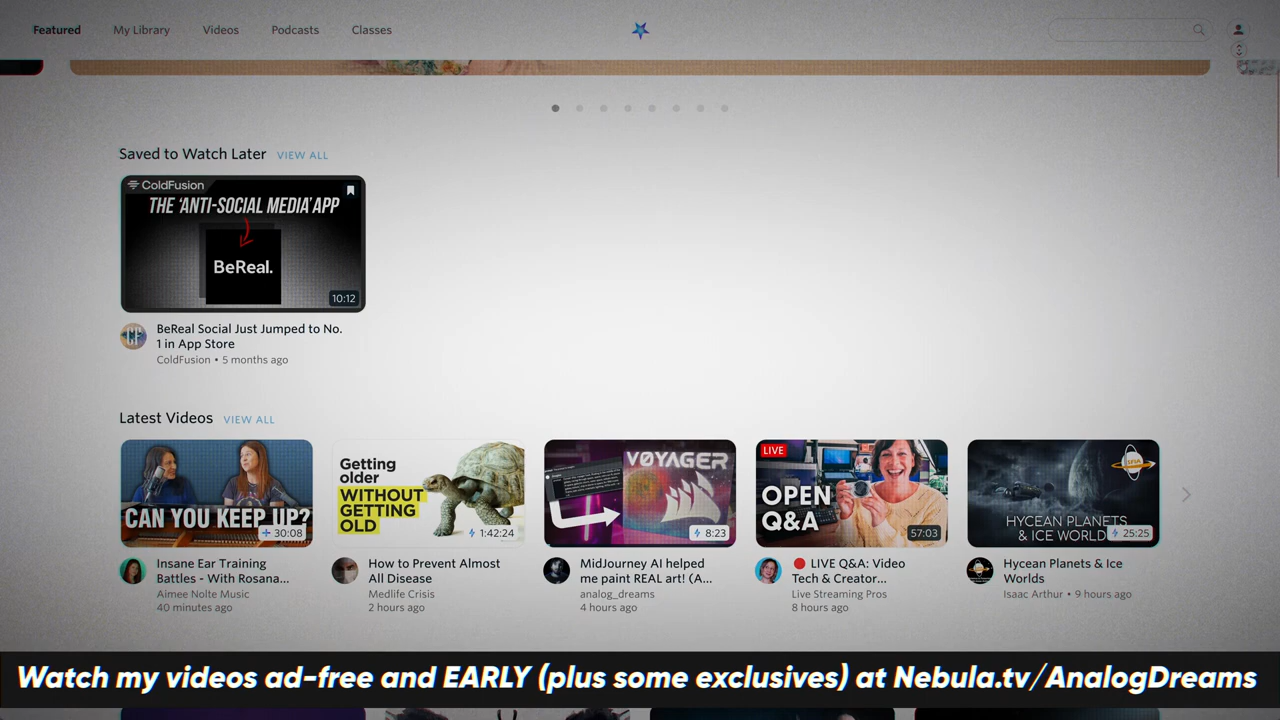 Featured
My Library
Videos
Podcasts
Classes
Saved to Watch Later VIEW ALL
ColdFusion
THE 'ANTI-SOCIAL MEDIA' APP
BeReal.
10:12
BeReal Social Just Jumped to No.
1 in App Store
ColdFusion • 5 months ago
Latest Videos VIEW ALL
CAN YOU KEEP UP?
+ 30:08
Insane Ear Training
Battles - With Rosana...
Aimee Nolte Music
40 minutes ago
Getting
older
WITHOUT
GETTING
OLD
1:42:24
How to Prevent Almost
All Disease
Medlife Crisis
2 hours ago
VOYAGER
8:23
MidJourney AI helped
me paint REAL art! (A...
analog_dreams
4 hours ago
LIVE
OPEN
Q&A
57:03
LIVE Q&A: Video
Tech & Creator...
Live Streaming Pros
8 hours ago
HYCEAN PLANETS
& ICE WORLD
25:25
Hycean Planets & Ice
Worlds
Isaac Arthur • 9 hours ago
Watch my videos ad-free and EARLY (plus some exclusives) at Nebula.tv/AnalogDreams